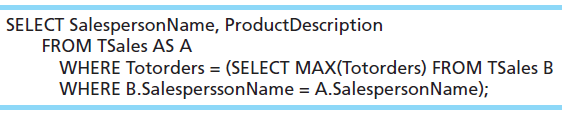 SELECT SalespersonName, ProductDescription
FROM TSales AS A
WHERE Totorders = (SELECT MAX(Totorders) FROM TSales B
WHERE B.SalesperssonName = A.SalespersonName);